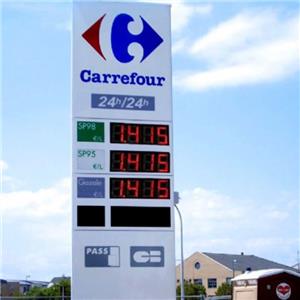 Carrefour
24h/24h
SP98
€/L
1.415
SP95
€/L
1.415
Gazole
€/L
1.415
PASS
CB